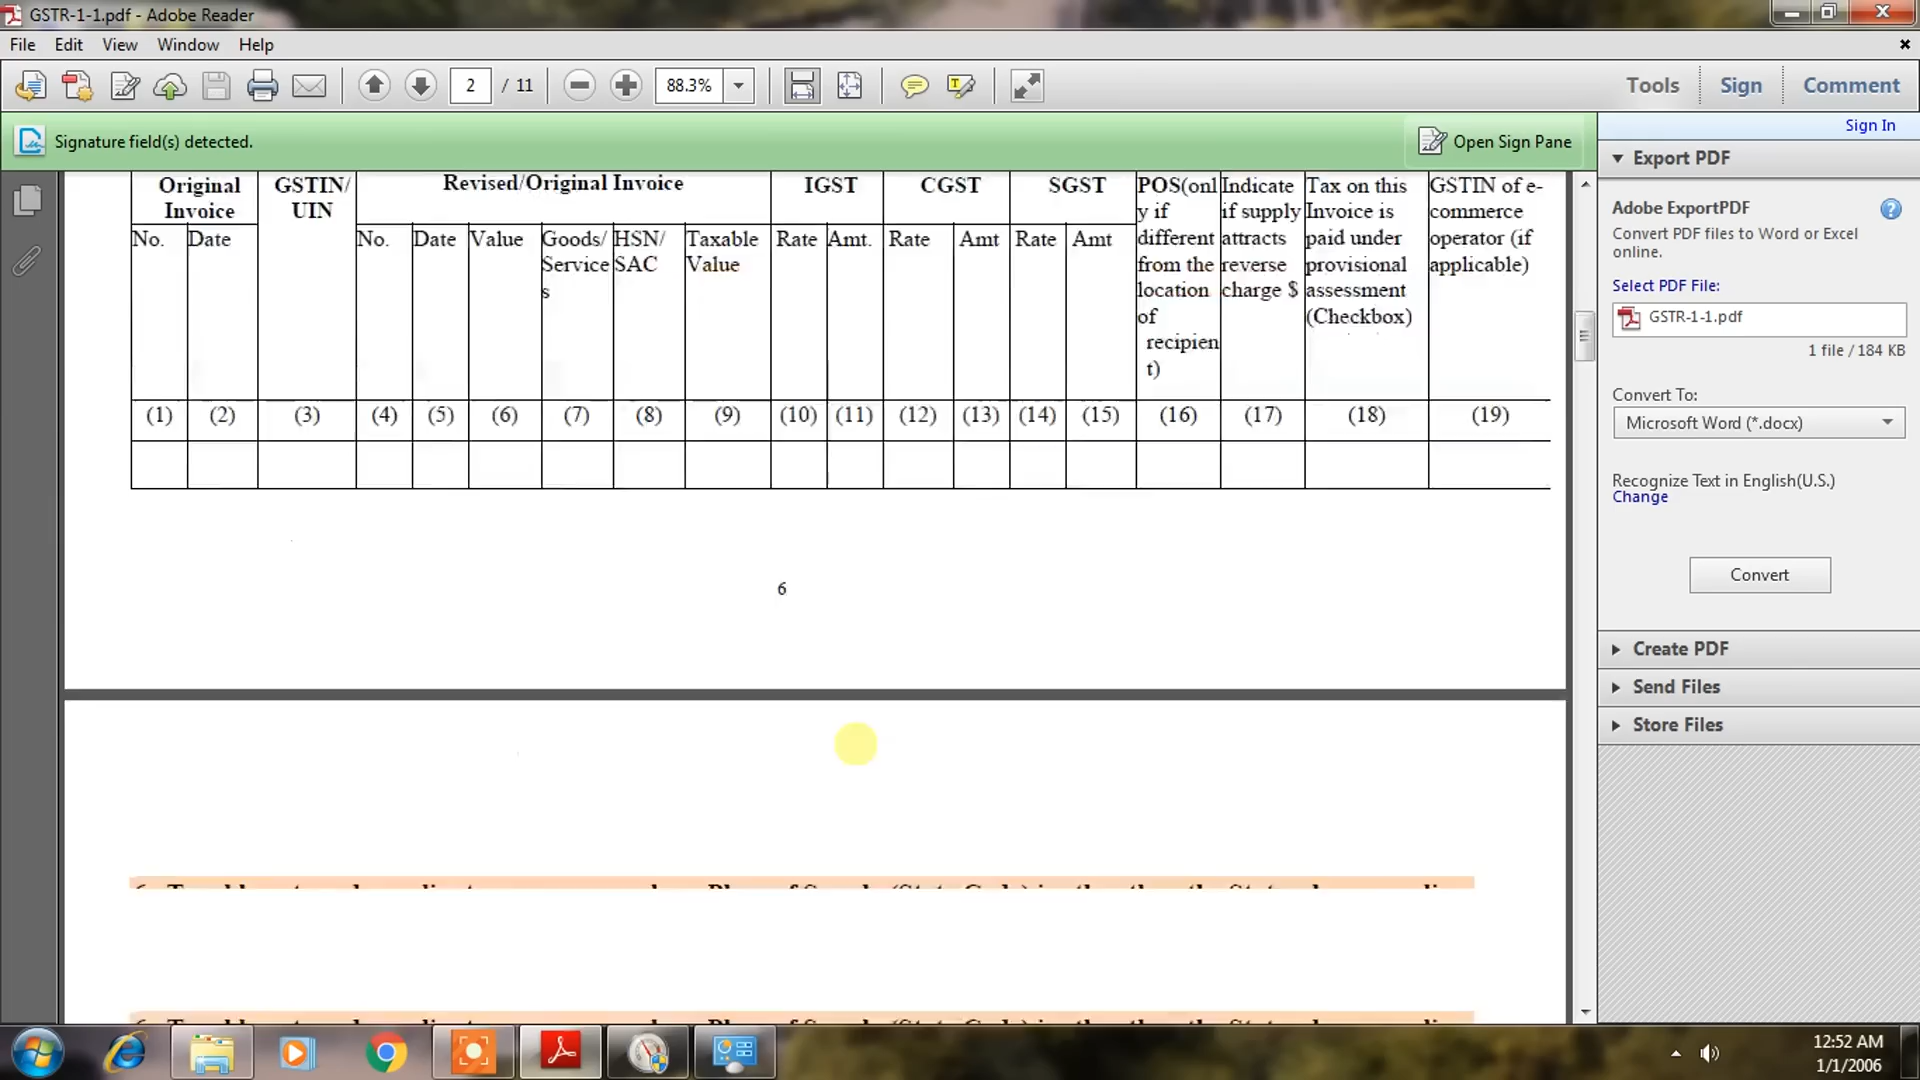 GSTR-1-1.pdf - Adobe Reader
File Edit View Window Help
2 / 11 88.3%
Tools Sign Comment
Signature field(s) detected.
Open Sign Pane
Sign In
Export PDF
Adobe ExportPDF
Convert PDF files to Word or Excel
online.
Select PDF File:
GSTR-1-1.pdf
1 file / 184 KB
Convert To:
Microsoft Word (*.docx)
Recognize Text in English(U.S.)
Change
Convert
Create PDF
Send Files
Store Files
Original
Invoice
GSTIN/
UIN
Revised/Original Invoice
IGST
CGST
SGST
POS(onl
y if
different
from the
location
of
recipien
t)
Indicate
if supply
attracts
reverse
charge $
Tax on this
Invoice is
paid under
provisional
assessment
(Checkbox)
GSTIN of e-
commerce
operator (if
applicable)
No. Date
No. Date Value
Goods/
Service
s
HSN/
SAC
Taxable
Value
Rate Amt. Rate Amt Rate Amt
(1) (2) (3) (4) (5) (6) (7) (8) (9) (10) (11) (12) (13) (14) (15) (16) (17) (18) (19)
6
12:52 AM
1/1/2006